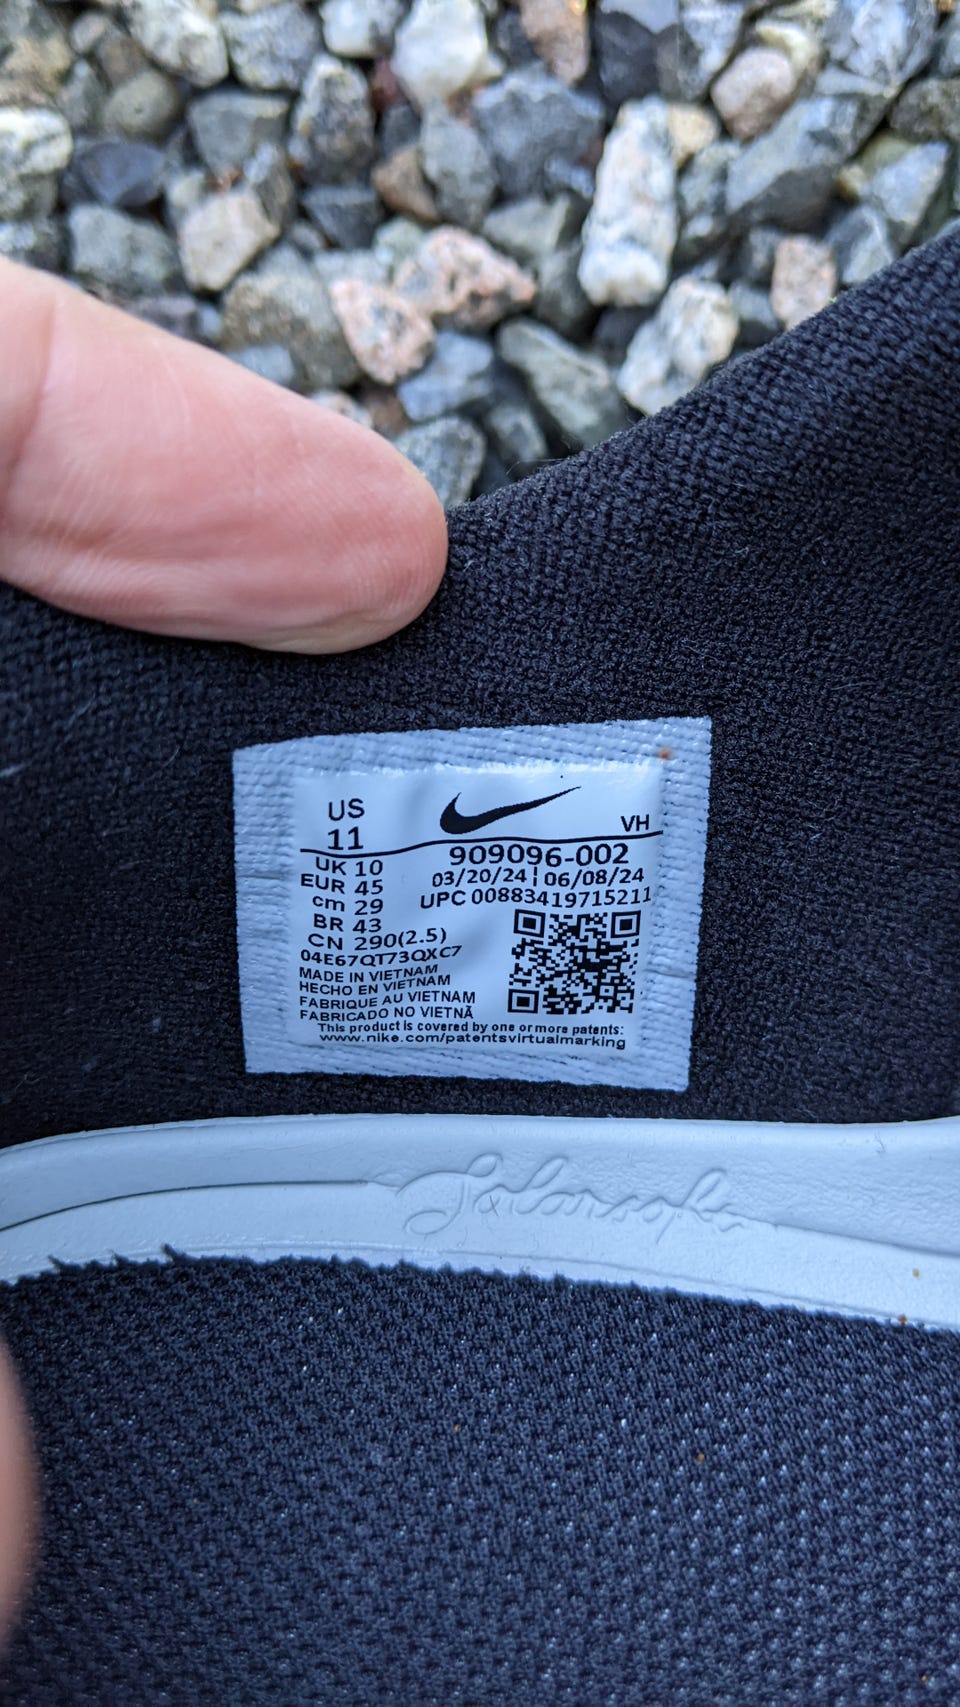 US
11
VH
UK 10
EUR 45
cm 29
BR 43
CN 290(2.5)
909096-002
03/20/24 | 06/08/24
UPC 00883419715211
04E67QT73QXC7
MADE IN VIETNAM
HECHO EN VIETNAM
FABRIQUE AU VIETNAM
FABRICADO NO VIETNÃ
This product is covered by one or more patents:
www.nike.com/patentsvirtualmarking
Solarsoft